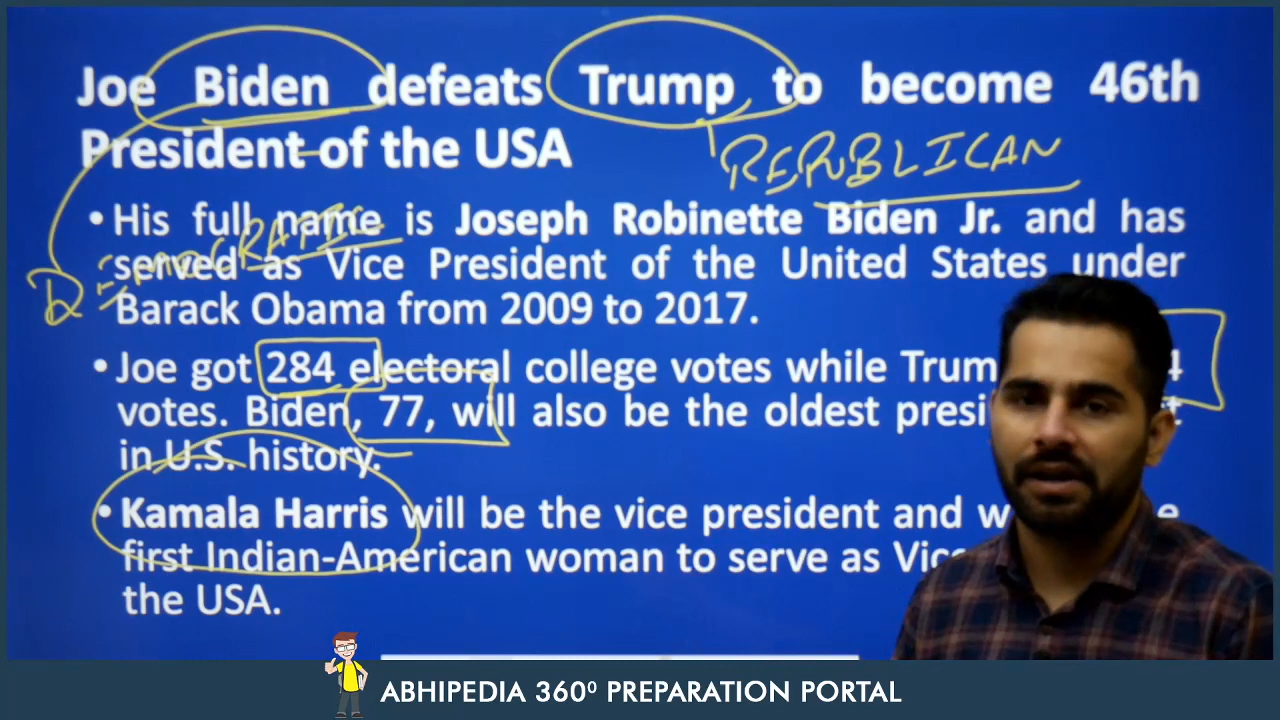 Joe Biden defeats Trump to become 46th
President of the USA
REPUBLICAN
• His full name is Joseph Robinette Biden Jr. and has
DEMOCRATIC
served as Vice President of the United States under
Barack Obama from 2009 to 2017.
• Joe got 284 electoral college votes while Trum 4
votes. Biden, 77, will also be the oldest presi t
in U.S. history.
• Kamala Harris will be the vice president and w e
first Indian-American woman to serve as Vic
the USA.
ABHIPEDIA 360⁰ PREPARATION PORTAL